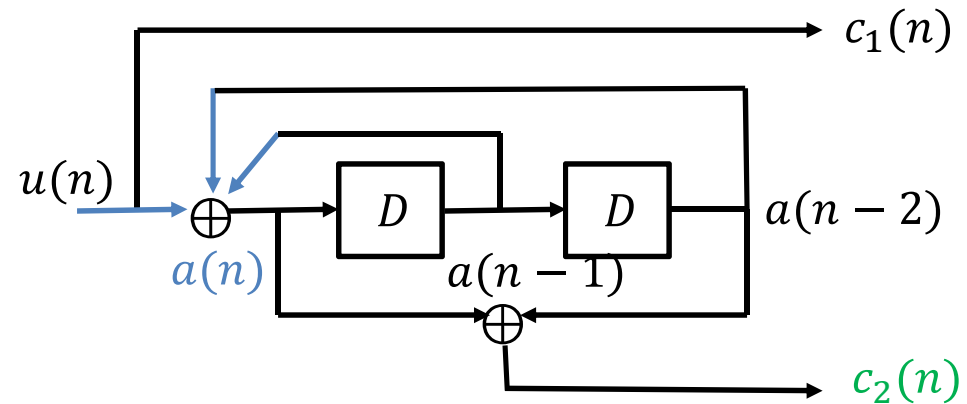 c₁(n)
u(n)
D
D
a(n − 2)
a(n)
a(n − 1)
c₂(n)